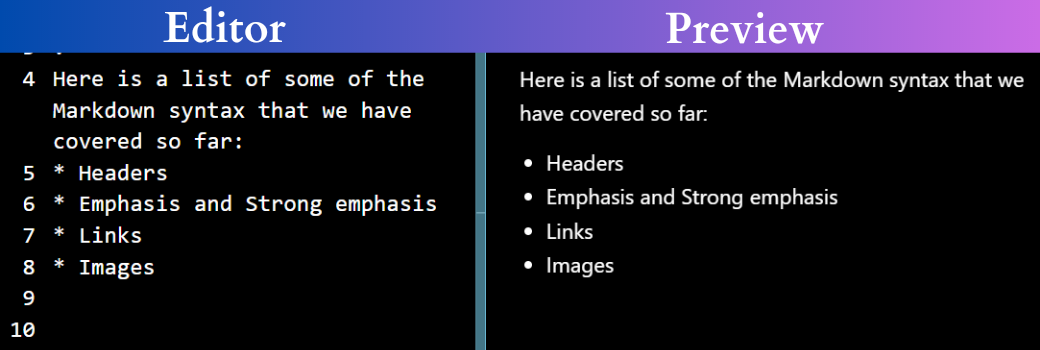 Editor
Preview
4 Here is a list of some of the
Markdown syntax that we have
covered so far:
5 * Headers
6 * Emphasis and Strong emphasis
7 * Links
8 * Images
9
10
Here is a list of some of the Markdown syntax that we
have covered so far:
• Headers
• Emphasis and Strong emphasis
• Links
• Images